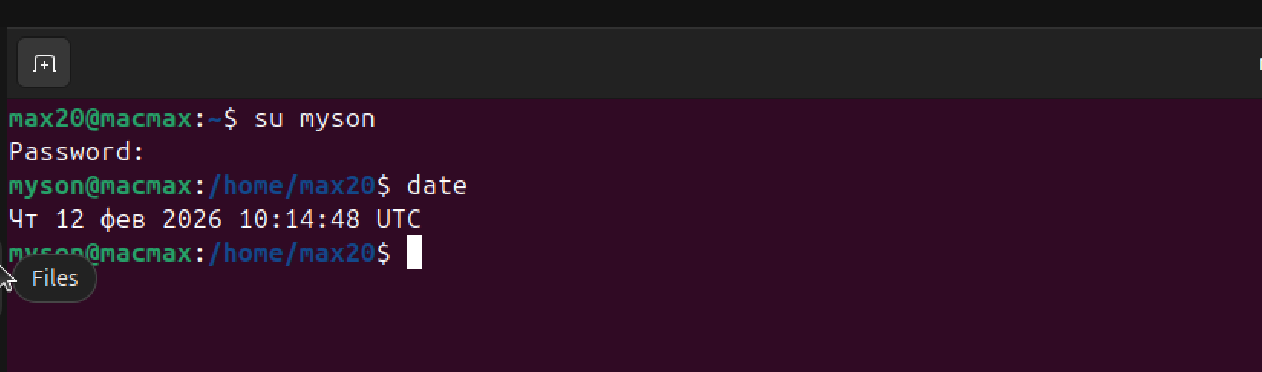 max20@macmax:~$ su myson
Password:
myson@macmax:/home/max20$ date
Чт 12 фев 2026 10:14:48 UTC
myson@macmax:/home/max20$
Files